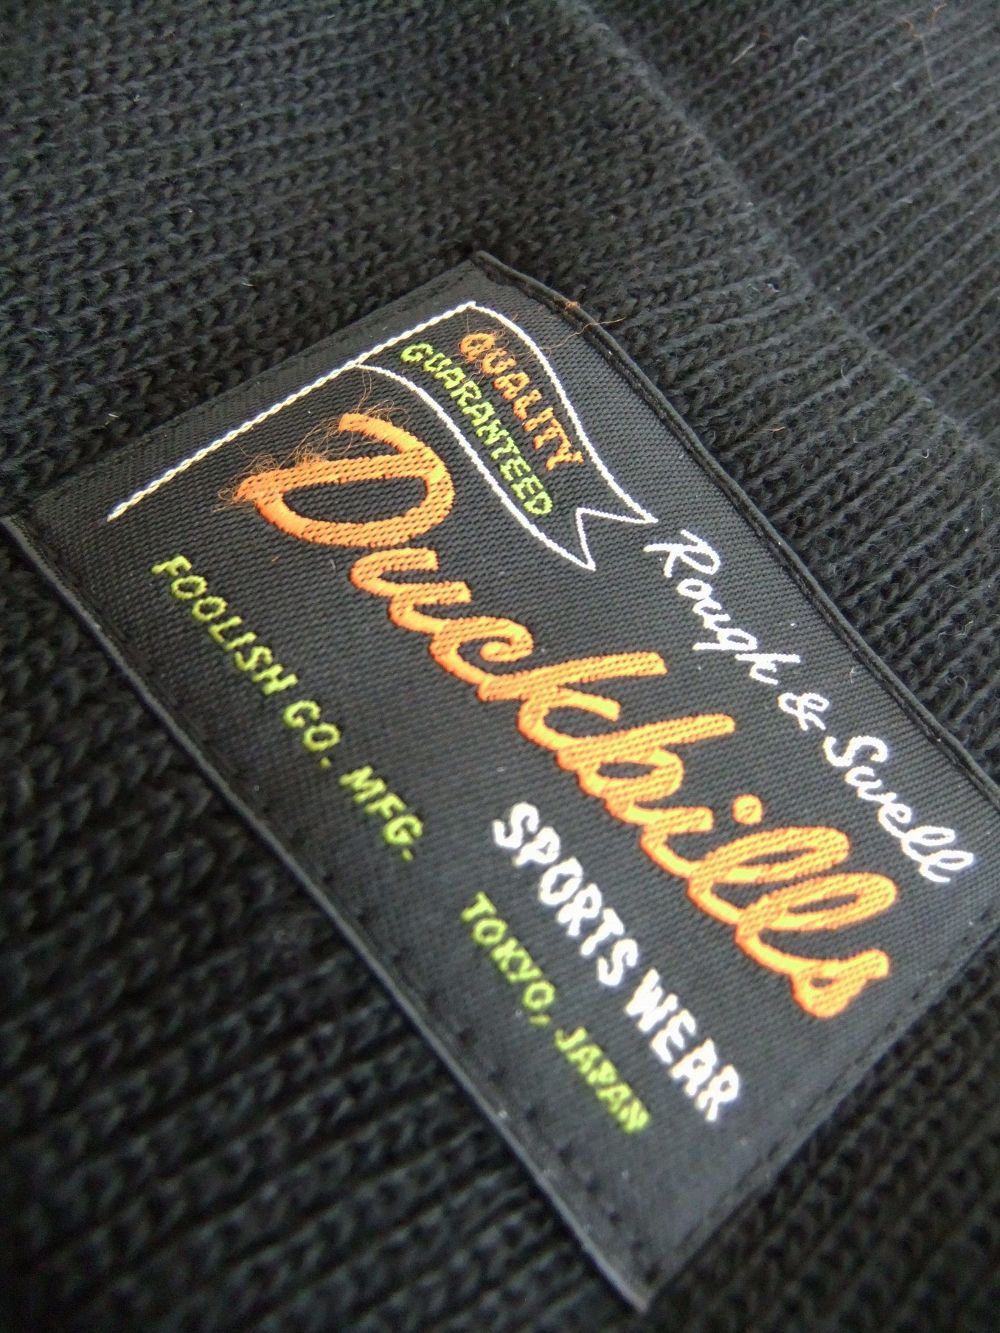 QUALITY
GUARANTEED
Rough & Swell
Duckbills
FOOLISH CO. MFG.
SPORTS WEAR
TOKYO, JAPAN